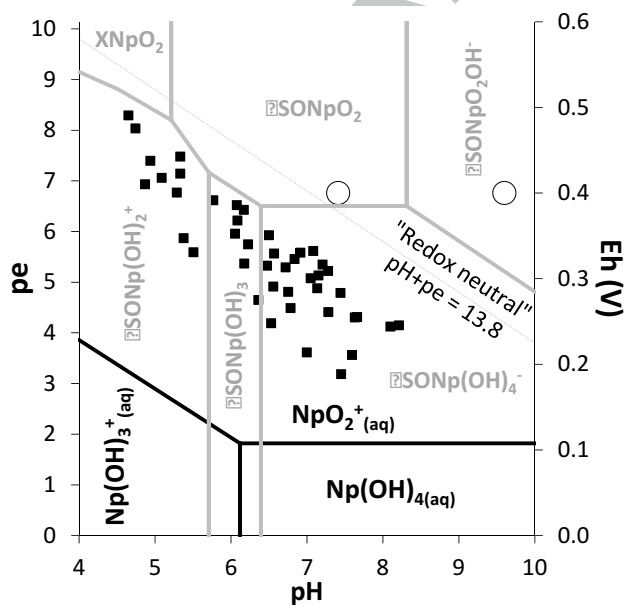 10
9
8
7
6
5
4
3
2
1
0
pe
4
5
6
7
8
9
10
pH
0.6
0.5
0.4
0.3
0.2
0.1
0.0
Eh (V)
XNpO₂
SONpO₂
SONpO₂OH⁻
SONp(OH)₂⁺
SONp(OH)₃
SONp(OH)₄⁻
"Redox neutral"
pH+pe = 13.8
NpO₂⁺(aq)
Np(OH)₃⁺(aq)
Np(OH)₄(aq)